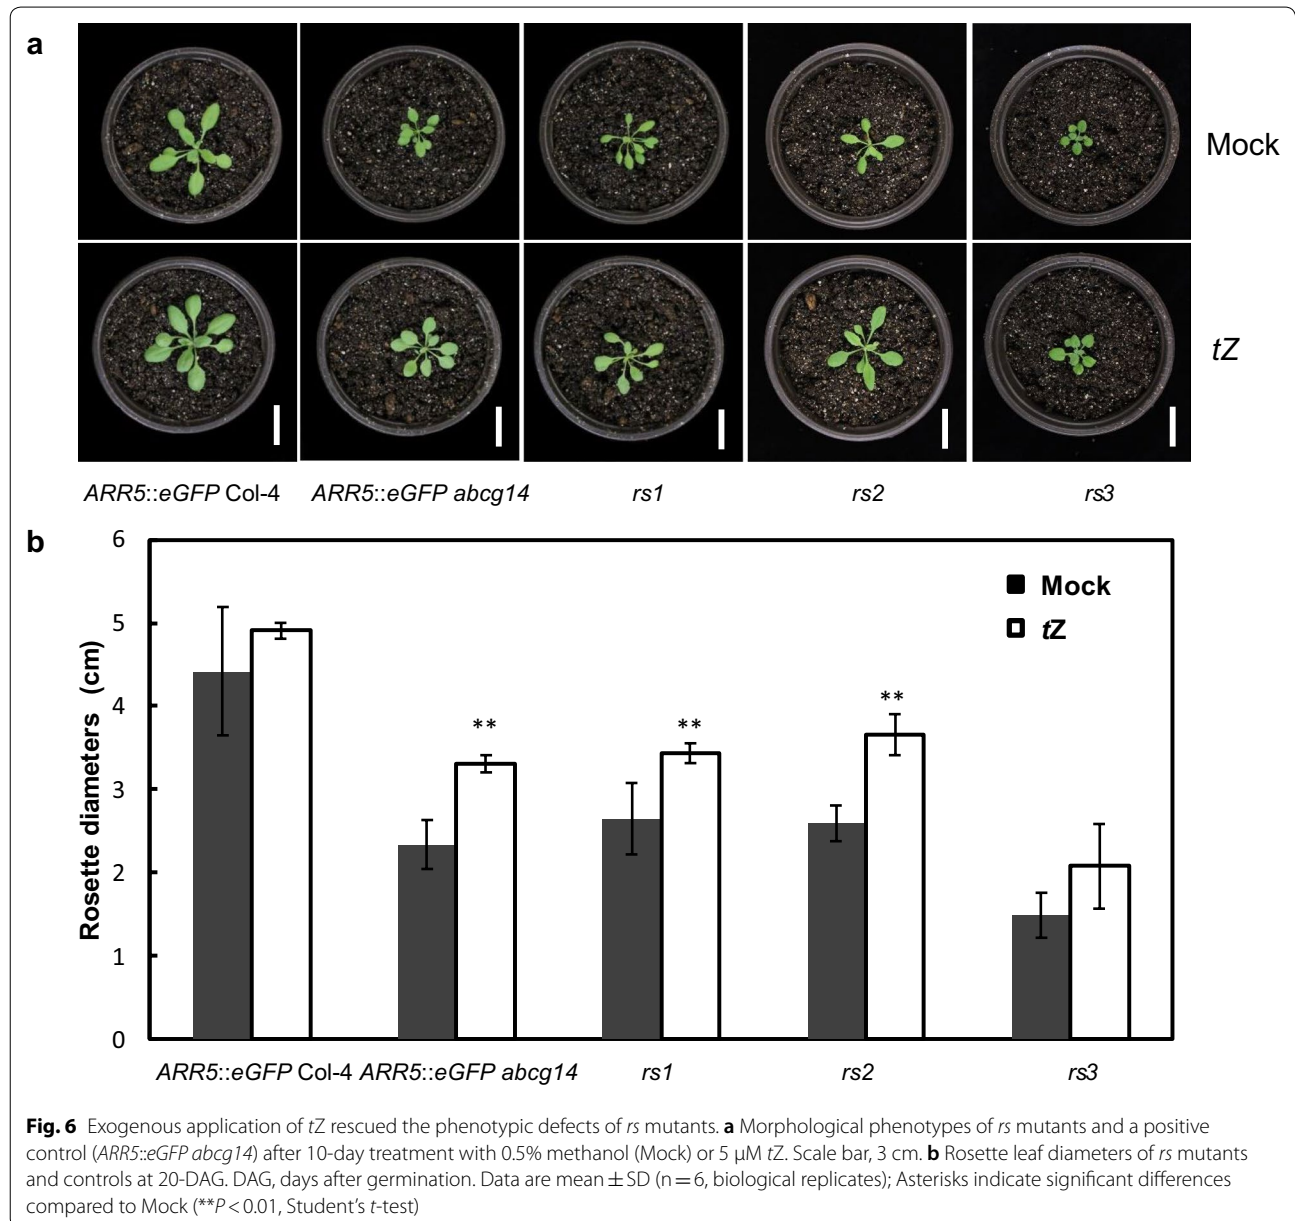 a
Mock
tZ
ARR5::eGFP Col-4 ARR5::eGFP abcg14 rs1 rs2 rs3
b
6
5
4
3
2
1
0
Rosette diameters (cm)
Mock
tZ
**
**
**
ARR5::eGFP Col-4 ARR5::eGFP abcg14 rs1 rs2 rs3
Fig. 6 Exogenous application of tZ rescued the phenotypic defects of rs mutants. a Morphological phenotypes of rs mutants and a positive
control (ARR5::eGFP abcg14) after 10-day treatment with 0.5% methanol (Mock) or 5 µM tZ. Scale bar, 3 cm. b Rosette leaf diameters of rs mutants
and controls at 20-DAG. DAG, days after germination. Data are mean ± SD (n = 6, biological replicates); Asterisks indicate significant differences
compared to Mock (**P < 0.01, Student’s t-test)